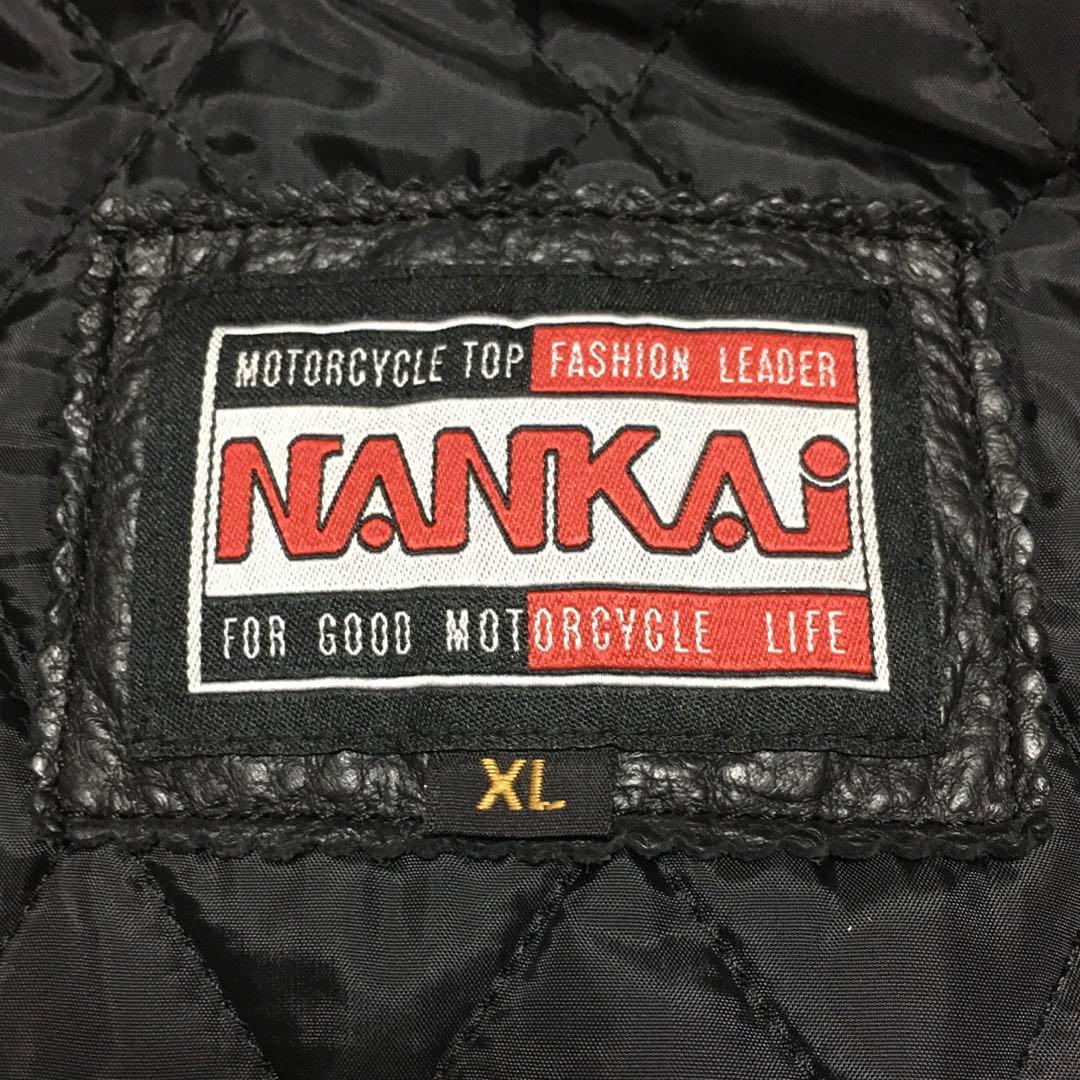 MOTORCYCLE TOP FASHION LEADER
NANKAi
FOR GOOD MOTORCYCLE LIFE
XL